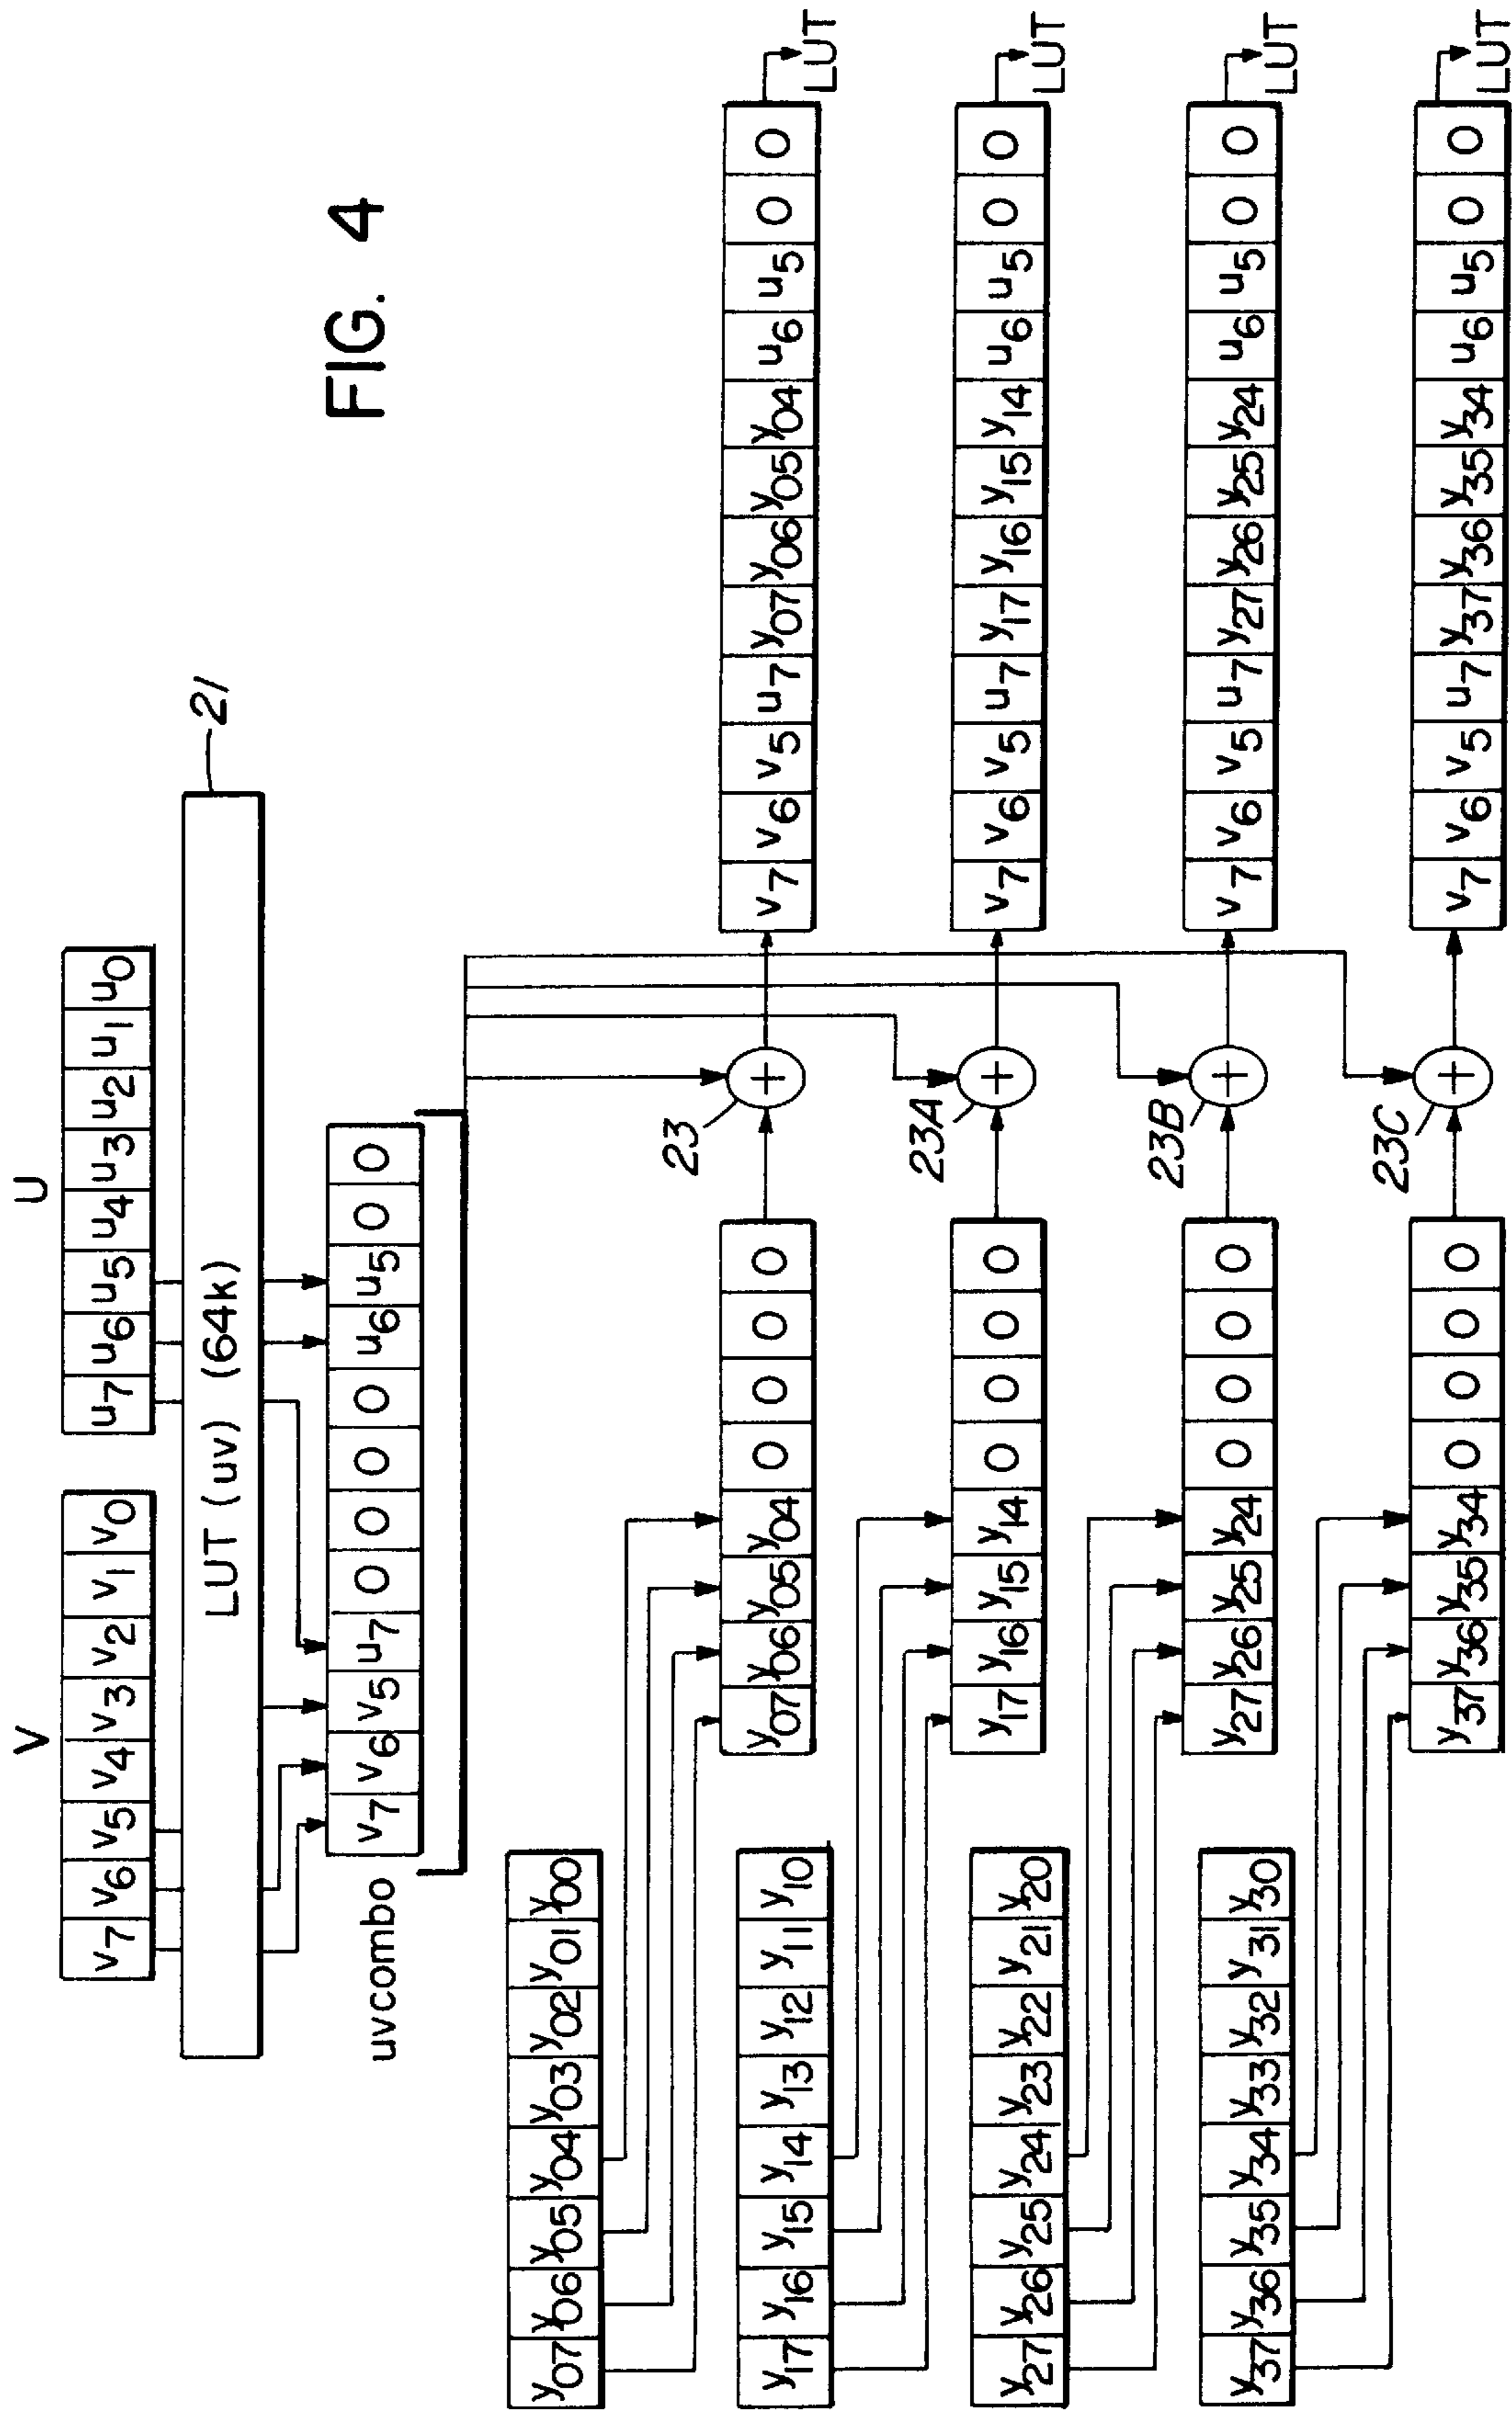 FIG. 4
V
U
v7 v6 v5 v4 v3 v2 v1 v0
u7 u6 u5 u4 u3 u2 u1 u0
LUT (uv) (64k)
21
uvcombo
v7 v6 v5 u7 0 0 0 0 u6 u5 0 0
y07 y06 y05 y04 y03 y02 y01 y00
y07 y06 y05 y04 0 0 0 0
23
+
v7 v6 v5 u7 y07 y06 y05 y04 u6 u5 0 0
LUT
y17 y16 y15 y14 y13 y12 y11 y10
y17 y16 y15 y14 0 0 0 0
23A
+
v7 v6 v5 u7 y17 y16 y15 y14 u6 u5 0 0
LUT
y27 y26 y25 y24 y23 y22 y21 y20
y27 y26 y25 y24 0 0 0 0
23B
+
v7 v6 v5 u7 y27 y26 y25 y24 u6 u5 0 0
LUT
y37 y36 y35 y34 y33 y32 y31 y30
y37 y36 y35 y34 0 0 0 0
23C
+
v7 v6 v5 u7 y37 y36 y35 y34 u6 u5 0 0
LUT